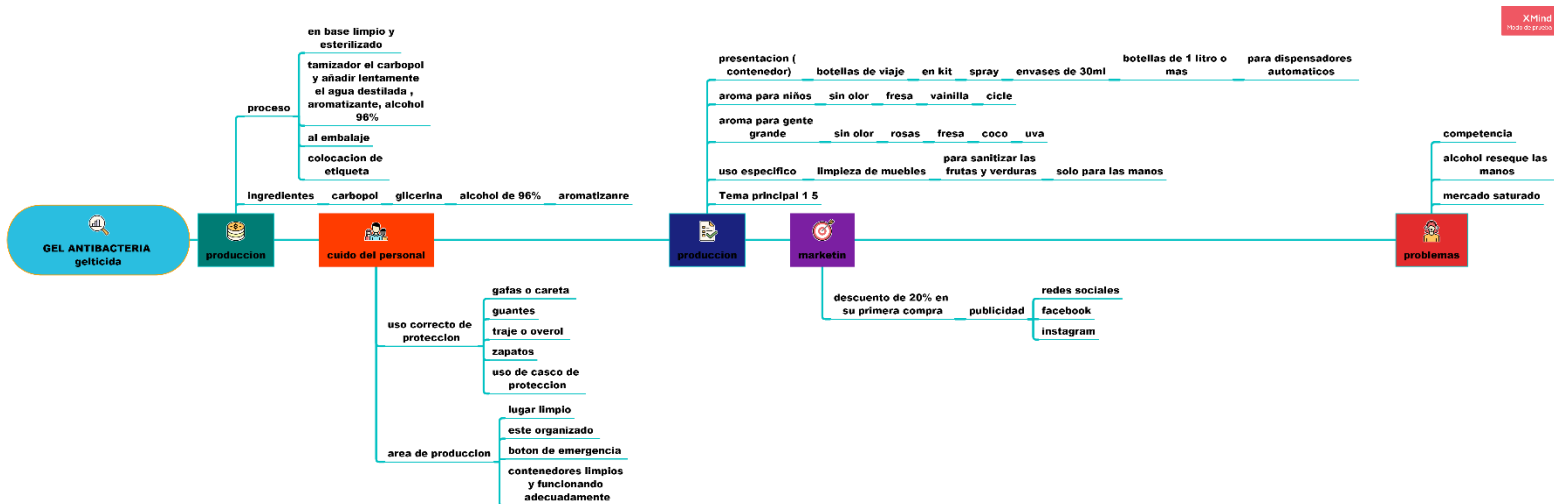 XMind
Modo de prueba
en base limpio y
esterilizado
tamizador el carbopol
y añadir lentamente
el agua destilada ,
aromatizante, alcohol
96%
proceso
al embalaje
colocacion de
etiqueta
ingredientes
carbopol
glicerina
alcohol de 96%
aromatizanre
presentacion (
contenedor)
botellas de viaje
en kit
spray
envases de 30ml
botellas de 1 litro o
mas
para dispensadores
automaticos
aroma para niños
sin olor
fresa
vainilla
cicle
aroma para gente
grande
sin olor
rosas
fresa
coco
uva
uso especifico
limpieza de muebles
para sanitizar las
frutas y verduras
solo para las manos
Tema principal 1 5
competencia
alcohol reseque las
manos
mercado saturado
GEL ANTIBACTERIA
gelticida
produccion
cuido del personal
produccion
marketin
problemas
uso correcto de
proteccion
gafas o careta
guantes
traje o overol
zapatos
uso de casco de
proteccion
area de produccion
lugar limpio
este organizado
boton de emergencia
contenedores limpios
y funcionando
adecuadamente
descuento de 20% en
su primera compra
publicidad
redes sociales
facebook
instagram